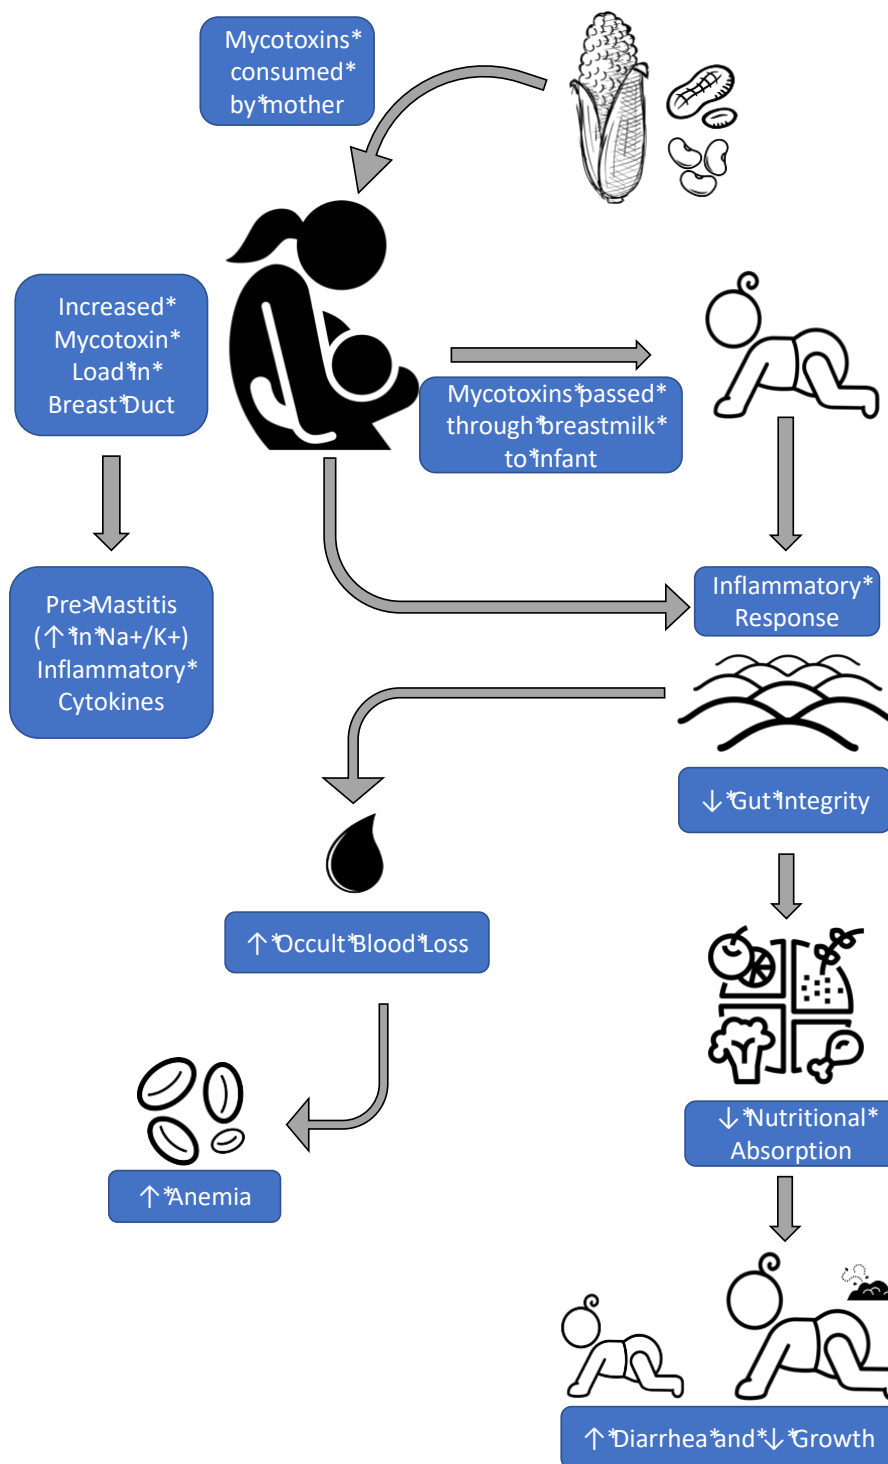 Mycotoxins*
consumed*
by*mother
Increased*
Mycotoxin*
Load*in*
Breast*Duct
Mycotoxins*passed*
through*breastmilk*
to*infant
Pre>Mastitis
(↑*in*Na+/K+)
Inflammatory*
Cytokines
Inflammatory*
Response
↓*Gut*Integrity
↑*Occult*Blood*Loss
↓*Nutritional*
Absorption
↑*Anemia
↑*Diarrhea*and*↓*Growth